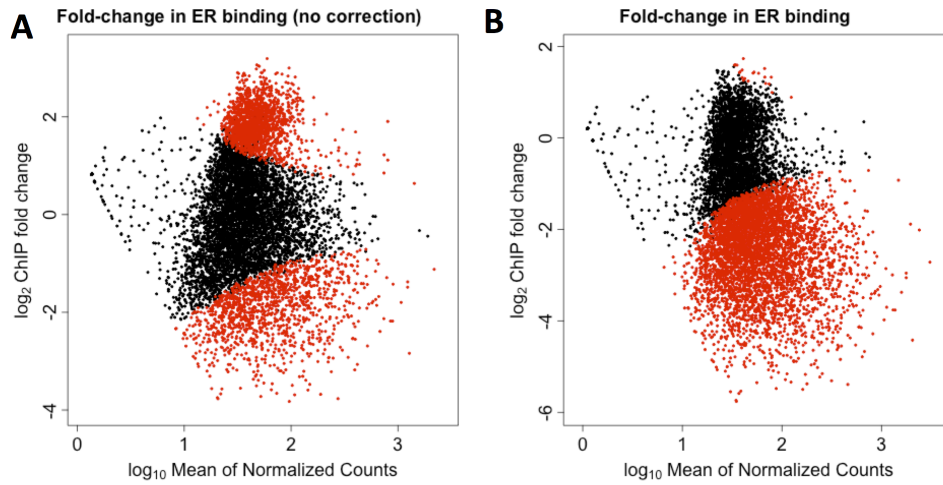 A
Fold-change in ER binding (no correction)
log2 ChIP fold change
2
0
-2
-4
0
1
2
3
log10 Mean of Normalized Counts
B
Fold-change in ER binding
log2 ChIP fold change
2
0
-2
-4
-6
0
1
2
3
log10 Mean of Normalized Counts